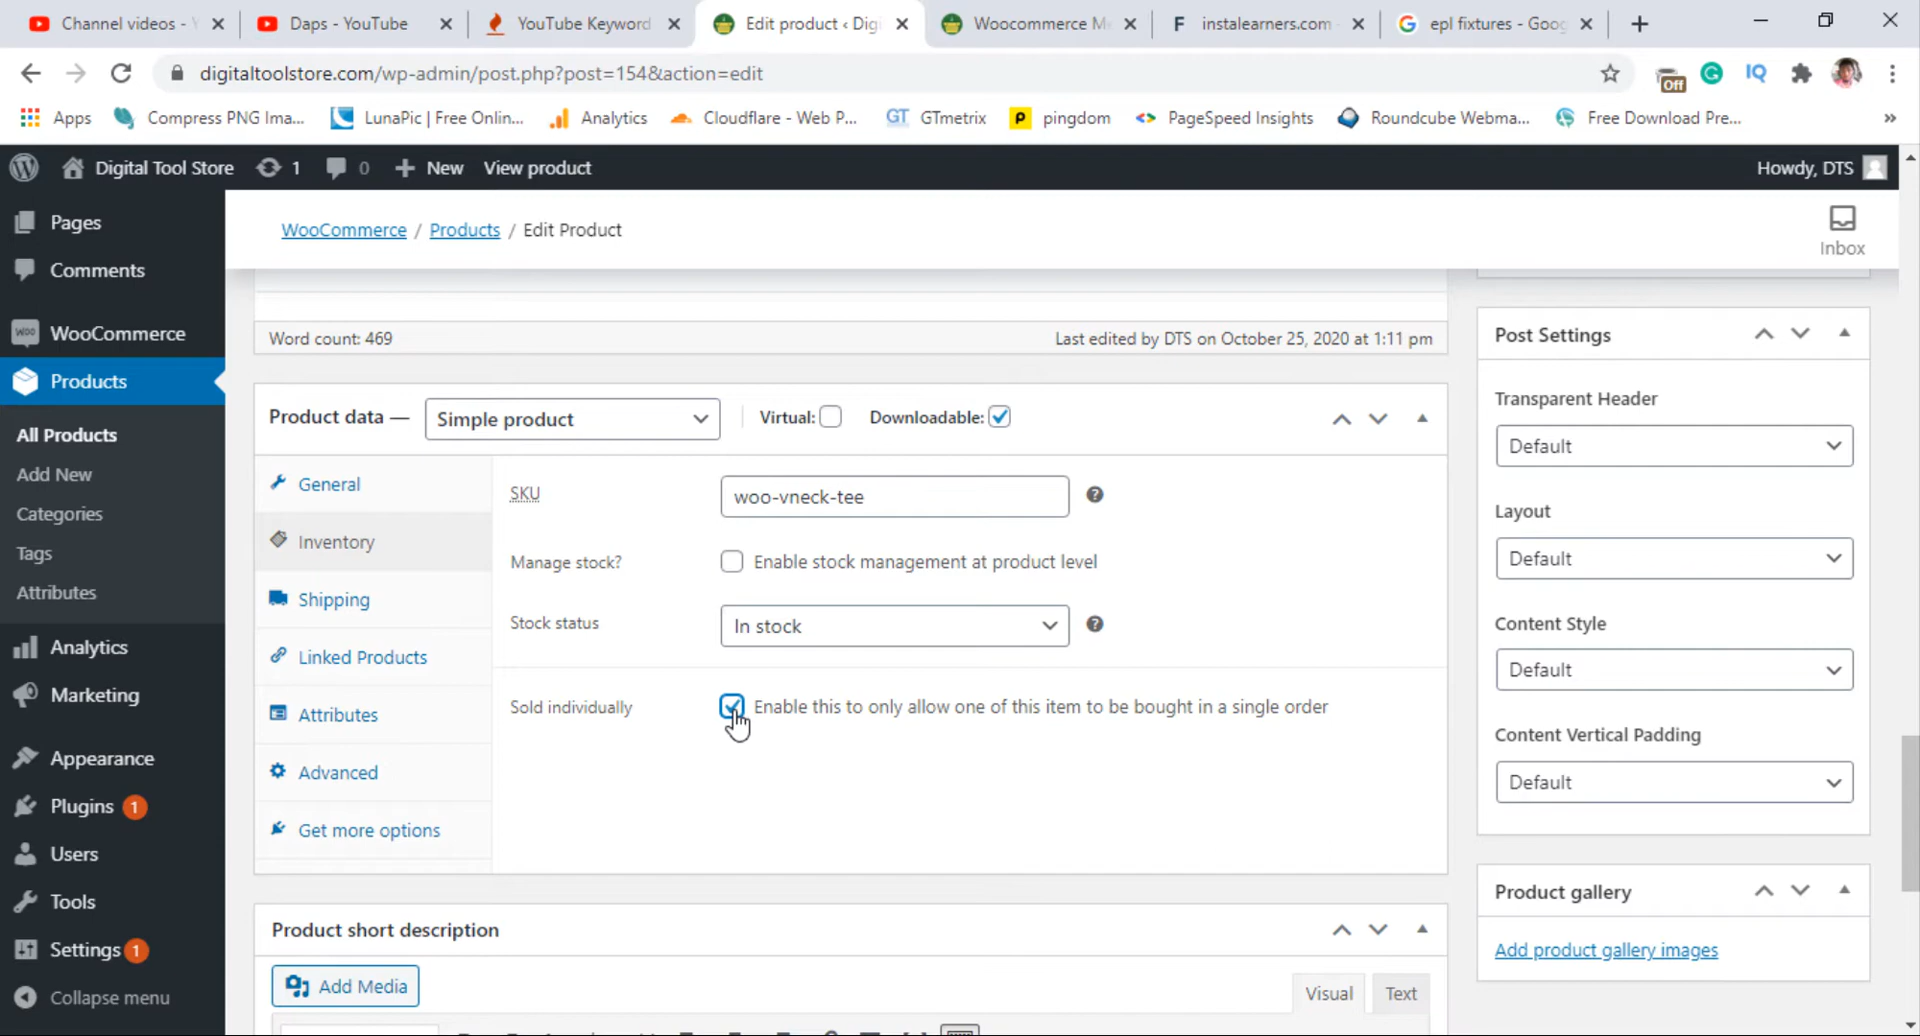 Channel videos - Y
Daps - YouTube
YouTube Keyword
Edit product ‹ Digi
Woocommerce Me
F instalearners.com -
epl fixtures - Goog
digitaltoolstore.com/wp-admin/post.php?post=154&action=edit
Off
IQ
Apps
Compress PNG Ima...
LunaPic | Free Onlin...
Analytics
Cloudflare - Web P...
GT GTmetrix
p pingdom
PageSpeed Insights
Roundcube Webma...
Free Download Pre...
»
Digital Tool Store
1
0
New
View product
Howdy, DTS
Pages
Comments
WooCommerce
Products
All Products
Add New
Categories
Tags
Attributes
Analytics
Marketing
Appearance
Plugins 1
Users
Tools
Settings 1
Collapse menu
WooCommerce / Products / Edit Product
Inbox
Word count: 469
Last edited by DTS on October 25, 2020 at 1:11 pm
Product data —
Simple product
Virtual:
Downloadable:
General
Inventory
Shipping
Linked Products
Attributes
Advanced
Get more options
SKU
woo-vneck-tee
Manage stock?
Enable stock management at product level
Stock status
In stock
Sold individually
Enable this to only allow one of this item to be bought in a single order
Product short description
Add Media
Visual
Text
Post Settings
Transparent Header
Default
Layout
Default
Content Style
Default
Content Vertical Padding
Default
Product gallery
Add product gallery images